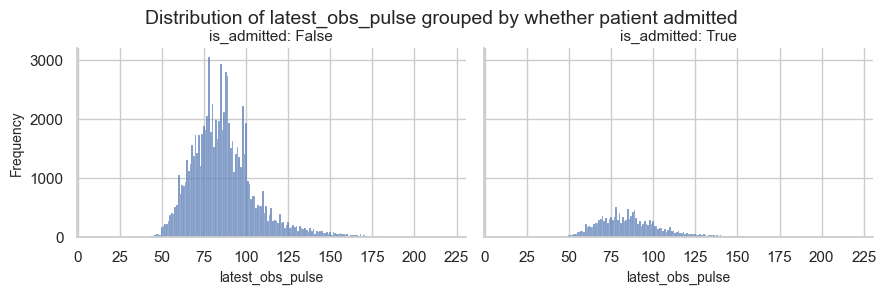 Distribution of latest_obs_pulse grouped by whether patient admitted
is_admitted: False
is_admitted: True
Frequency
3000
2000
1000
0
0 25 50 75 100 125 150 175 200 225
0 25 50 75 100 125 150 175 200 225
latest_obs_pulse
latest_obs_pulse